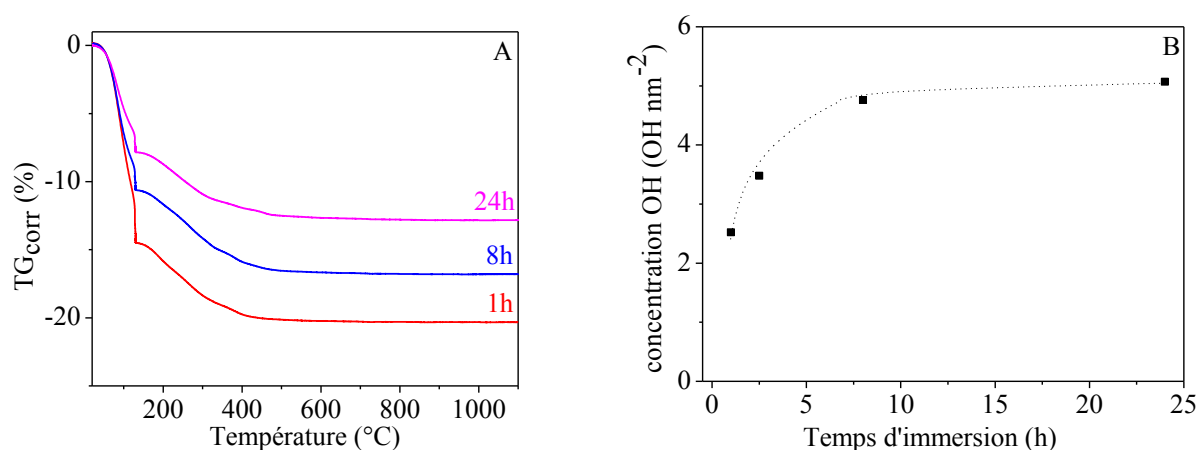 A
0
-10
-20
TG_corr (%)
24h
8h
1h
200 400 600 800 1000
Température (°C)
B
6
4
2
0
concentration OH (OH nm⁻²)
0 5 10 15 20 25
Temps d'immersion (h)